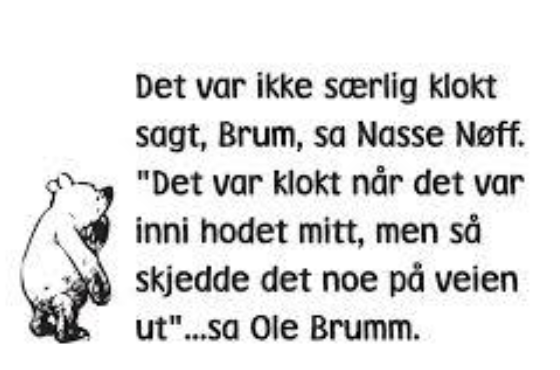 Det var ikke særlig klokt
sagt, Brum, sa Nasse Nøff.
"Det var klokt når det var
inni hodet mitt, men så
skjedde det noe på veien
ut"...sa Ole Brumm.